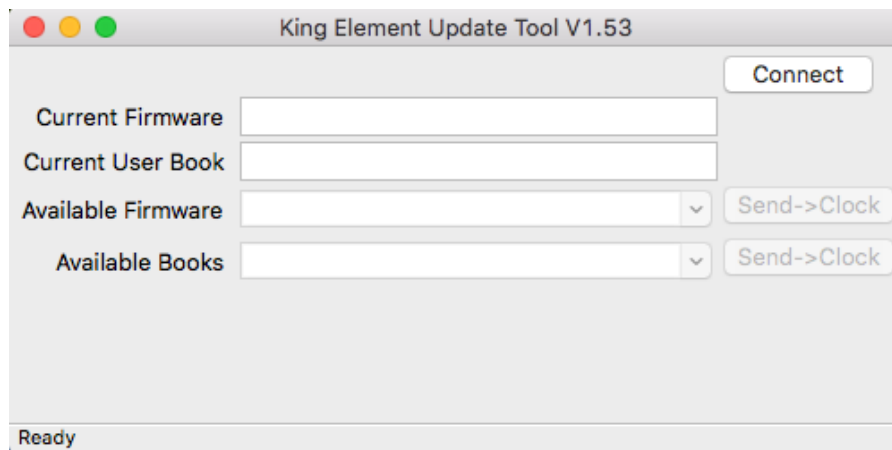 King Element Update Tool V1.53
Connect
Current Firmware
Current User Book
Available Firmware Send->Clock
Available Books Send->Clock
Ready